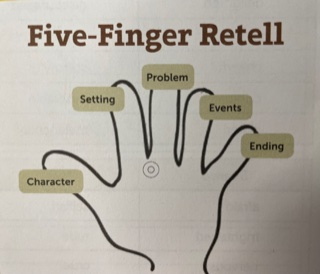 Five-Finger Retell
Problem
Setting
Events
Ending
Character